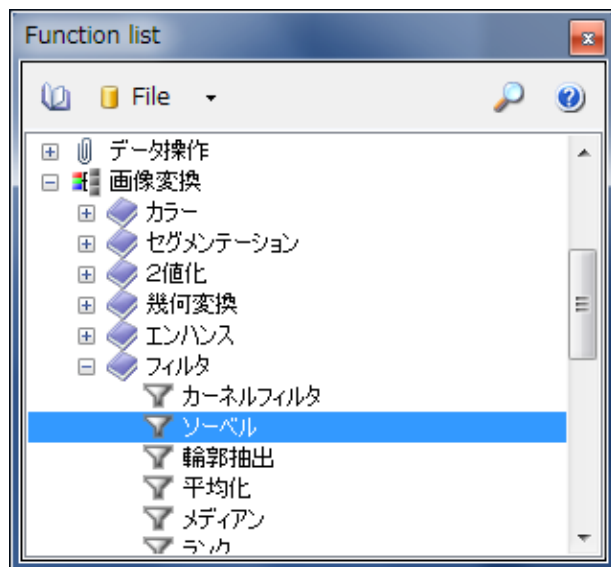 Function list
File
データ操作
画像変換
カラー
セグメンテーション
2値化
幾何変換
エンハンス
フィルタ
カーネルフィルタ
ソーベル
輪郭抽出
平均化
メディアン
ランク